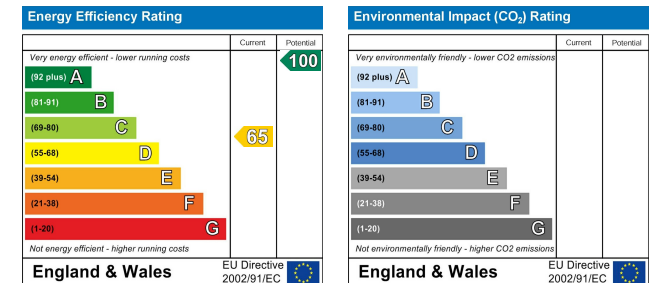 Energy Efficiency Rating
Current Potential
Very energy efficient - lower running costs
(92 plus) A
(81-91) B
(69-80) C
(55-68) D
(39-54) E
(21-38) F
(1-20) G
65
100
Not energy efficient - higher running costs
England & Wales
EU Directive
2002/91/EC
Environmental Impact (CO₂) Rating
Current Potential
Very environmentally friendly - lower CO2 emissions
(92 plus) A
(81-91) B
(69-80) C
(55-68) D
(39-54) E
(21-38) F
(1-20) G
Not environmentally friendly - higher CO2 emissions
England & Wales
EU Directive
2002/91/EC